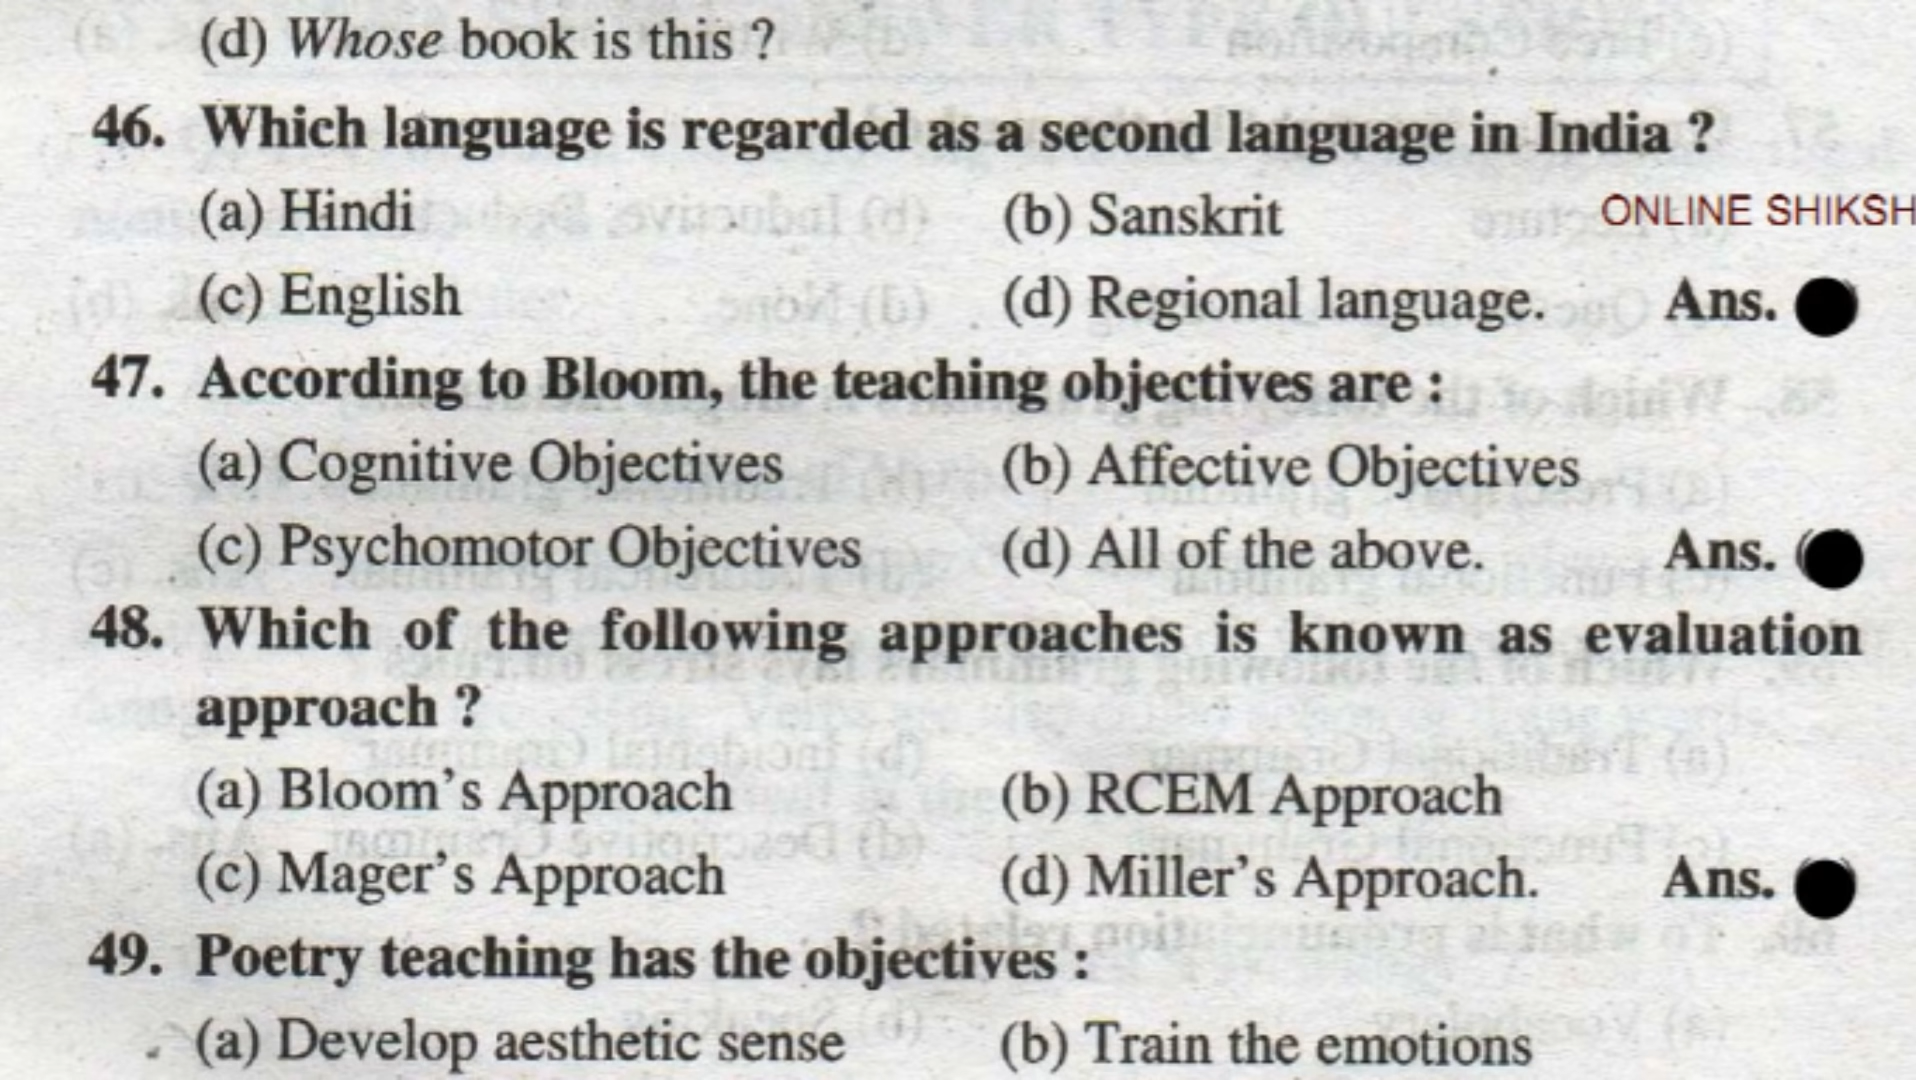 (d) Whose book is this ?
46. Which language is regarded as a second language in India ?
(a) Hindi (b) Sanskrit
ONLINE SHIKSH
(c) English (d) Regional language. Ans.
47. According to Bloom, the teaching objectives are :
(a) Cognitive Objectives (b) Affective Objectives
(c) Psychomotor Objectives (d) All of the above. Ans. (
48. Which of the following approaches is known as evaluation
approach ?
(a) Bloom's Approach (b) RCEM Approach
(c) Mager's Approach (d) Miller's Approach. Ans.
49. Poetry teaching has the objectives :
(a) Develop aesthetic sense (b) Train the emotions